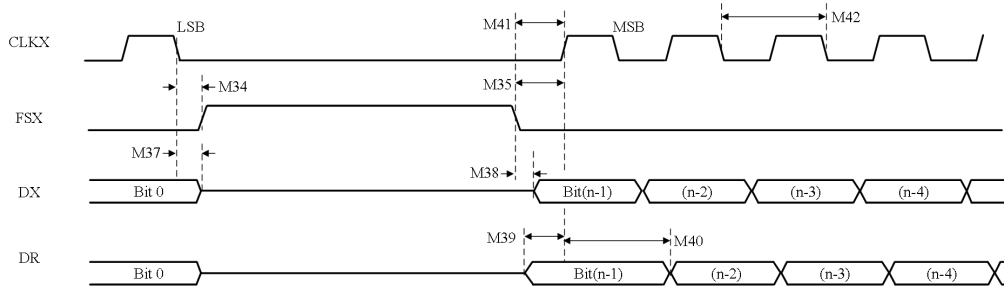 LSB
M41
MSB
M42
CLKX
M34
M35
FSX
M37
M38
DX
Bit 0
Bit(n-1)
(n-2)
(n-3)
(n-4)
M39
M40
DR
Bit 0
Bit(n-1)
(n-2)
(n-3)
(n-4)